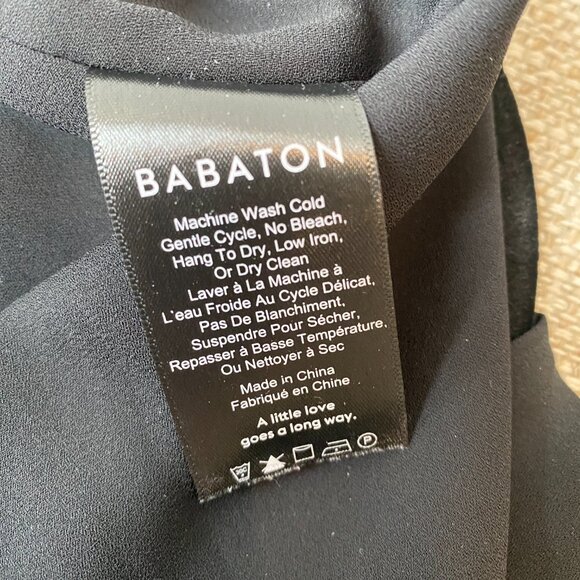 BABATON
Machine Wash Cold
Gentle Cycle, No Bleach,
Hang To Dry, Low Iron,
Or Dry Clean
Laver à La Machine à
L'eau Froide Au Cycle Délicat,
Pas De Blanchiment,
Suspendre Pour Sécher,
Repasser à Basse Température,
Ou Nettoyer à Sec
Made in China
Fabriqué en Chine
A little love
goes a long way.
P